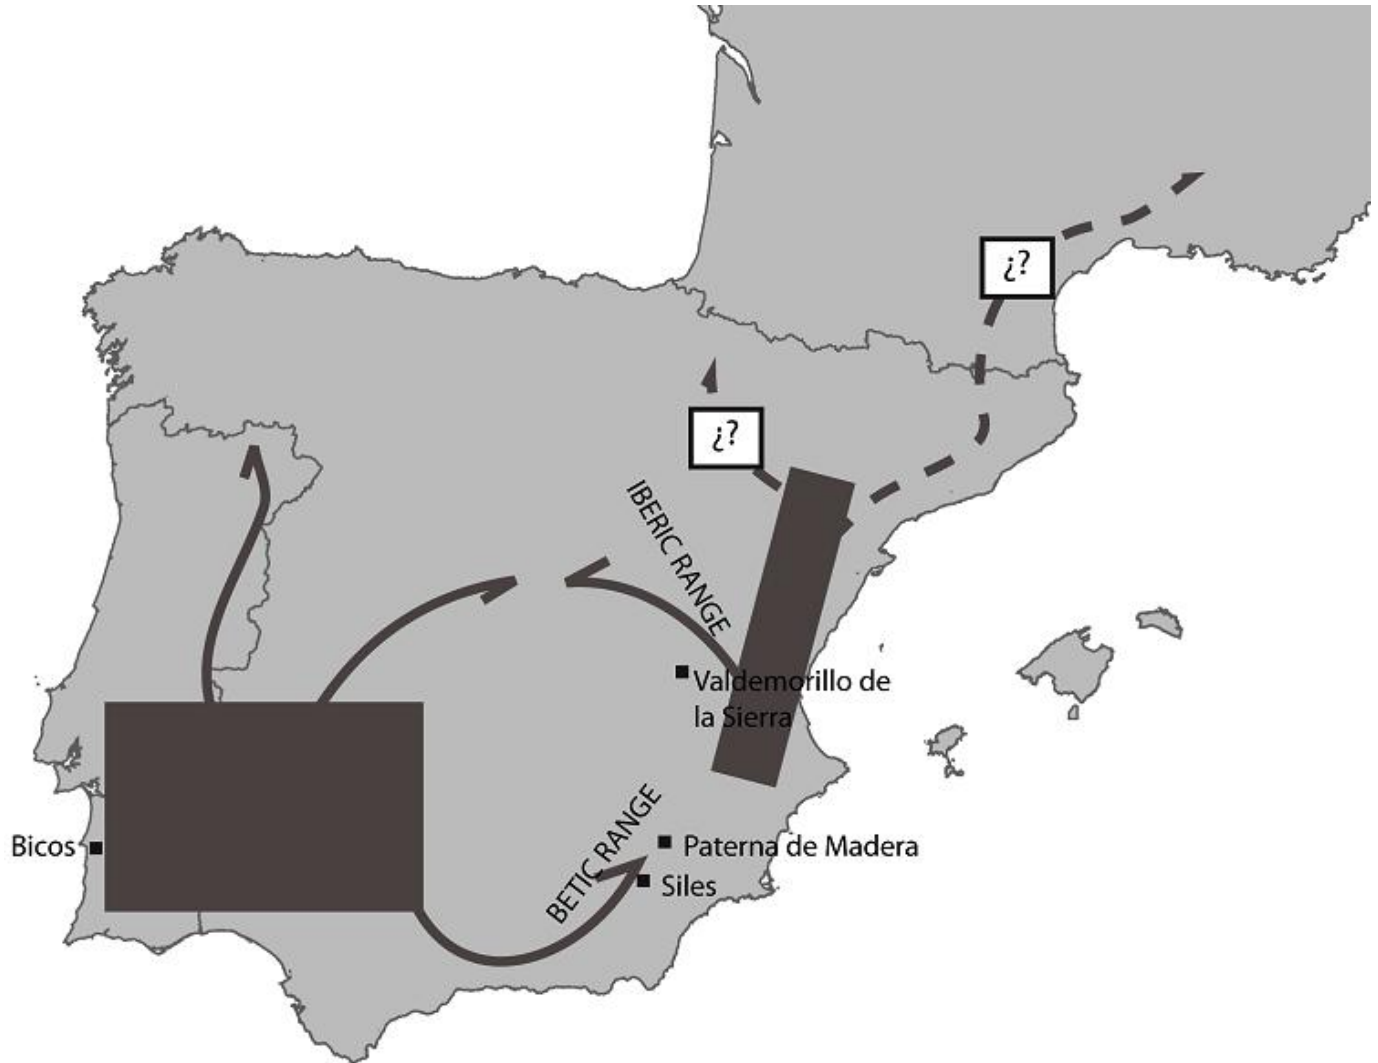 ¿?
¿?
IBERIC RANGE
Valdemorillo de
la Sierra
BETIC RANGE
Bicos
Paterna de Madera
Siles